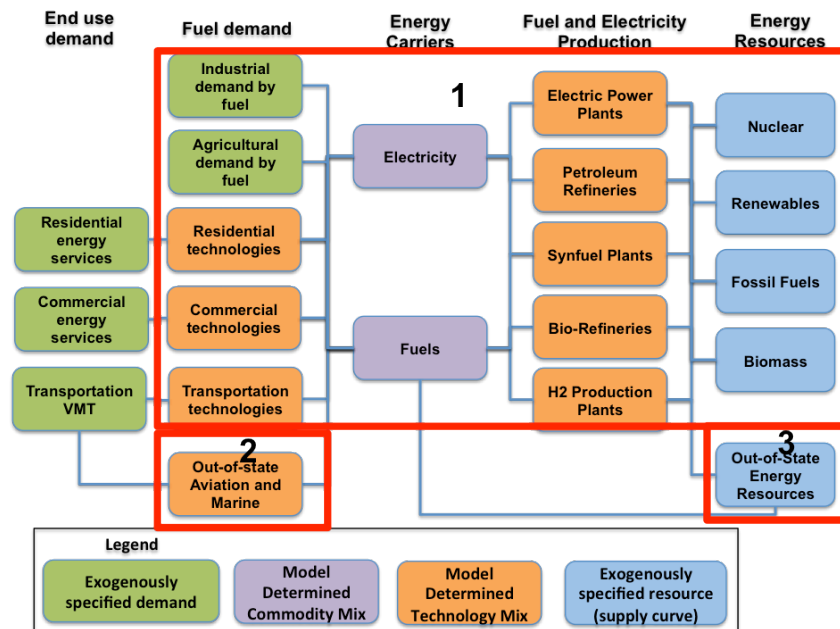 End use
demand
Fuel demand
Energy
Carriers
Fuel and Electricity
Production
Energy
Resources
1
Industrial
demand by
fuel
Agricultural
demand by
fuel
Residential
energy
services
Residential
technologies
Commercial
energy
services
Commercial
technologies
Transportation
VMT
Transportation
technologies
Electricity
Fuels
Electric Power
Plants
Petroleum
Refineries
Synfuel Plants
Bio-Refineries
H2 Production
Plants
Nuclear
Renewables
Fossil Fuels
Biomass
2
Out-of-state
Aviation and
Marine
3
Out-of-State
Energy
Resources
Legend
Exogenously
specified demand
Model
Determined
Commodity Mix
Model
Determined
Technology Mix
Exogenously
specified resource
(supply curve)